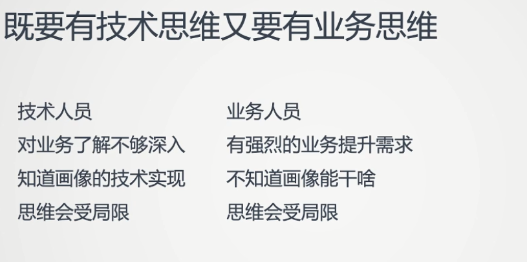 既要有技术思维又要有业务思维
技术人员
对业务了解不够深入
知道画像的技术实现
思维会受局限
业务人员
有强烈的业务提升需求
不知道画像能干啥
思维会受局限